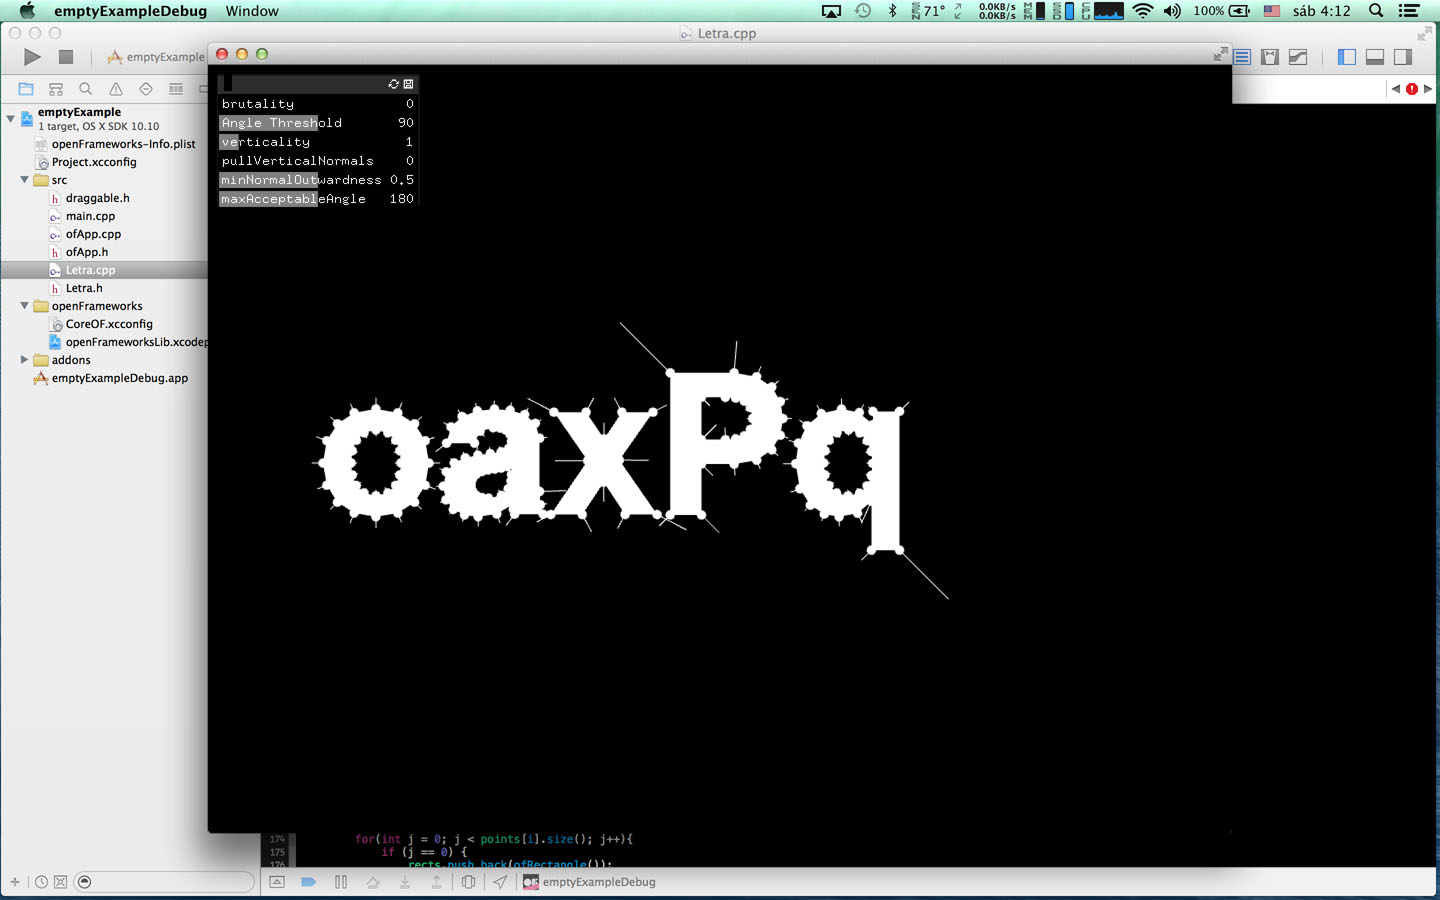 emptyExampleDebug Window
71° 0.0KB/s 100% sáb 4:12
0.0KB/s
Letra.cpp
emptyExample
emptyExample
1 target, OS X SDK 10.10
openFrameworks-Info.plist
Project.xcconfig
src
draggable.h
main.cpp
ofApp.cpp
ofApp.h
Letra.cpp
Letra.h
openFrameworks
CoreOF.xcconfig
openFrameworksLib.xcodep
addons
emptyExampleDebug.app
brutality 0
Angle Threshold 90
verticality 1
pullVerticalNormals 0
minNormalOutwardness 0.5
maxAcceptableAngle 180
oaxPq
174 for(int j = 0; j < points[i].size(); j++){
175 if (j == 0) {
176 rects.push_back(ofRectangle());
emptyExampleDebug